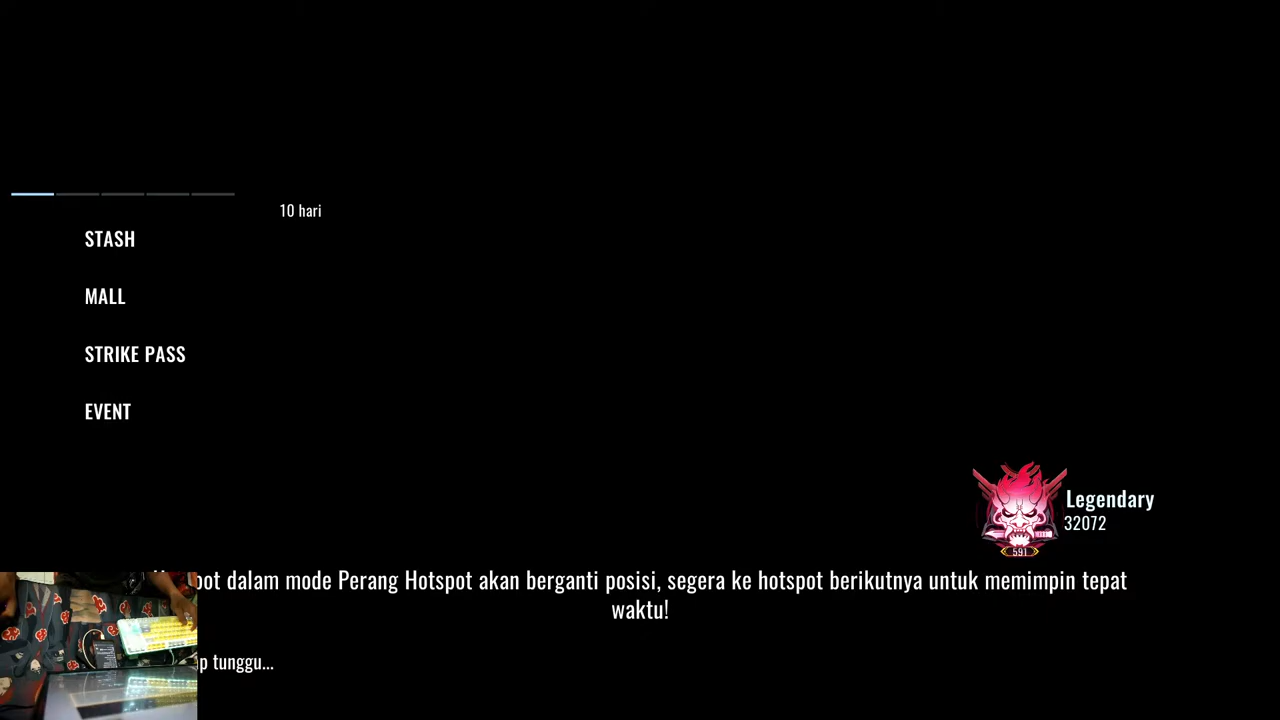 10 hari
STASH
MALL
STRIKE PASS
EVENT
Legendary
32072
591
dalam mode Perang Hotspot akan berganti posisi, segera ke hotspot berikutnya untuk memimpin tepat
waktu!
tunggu...